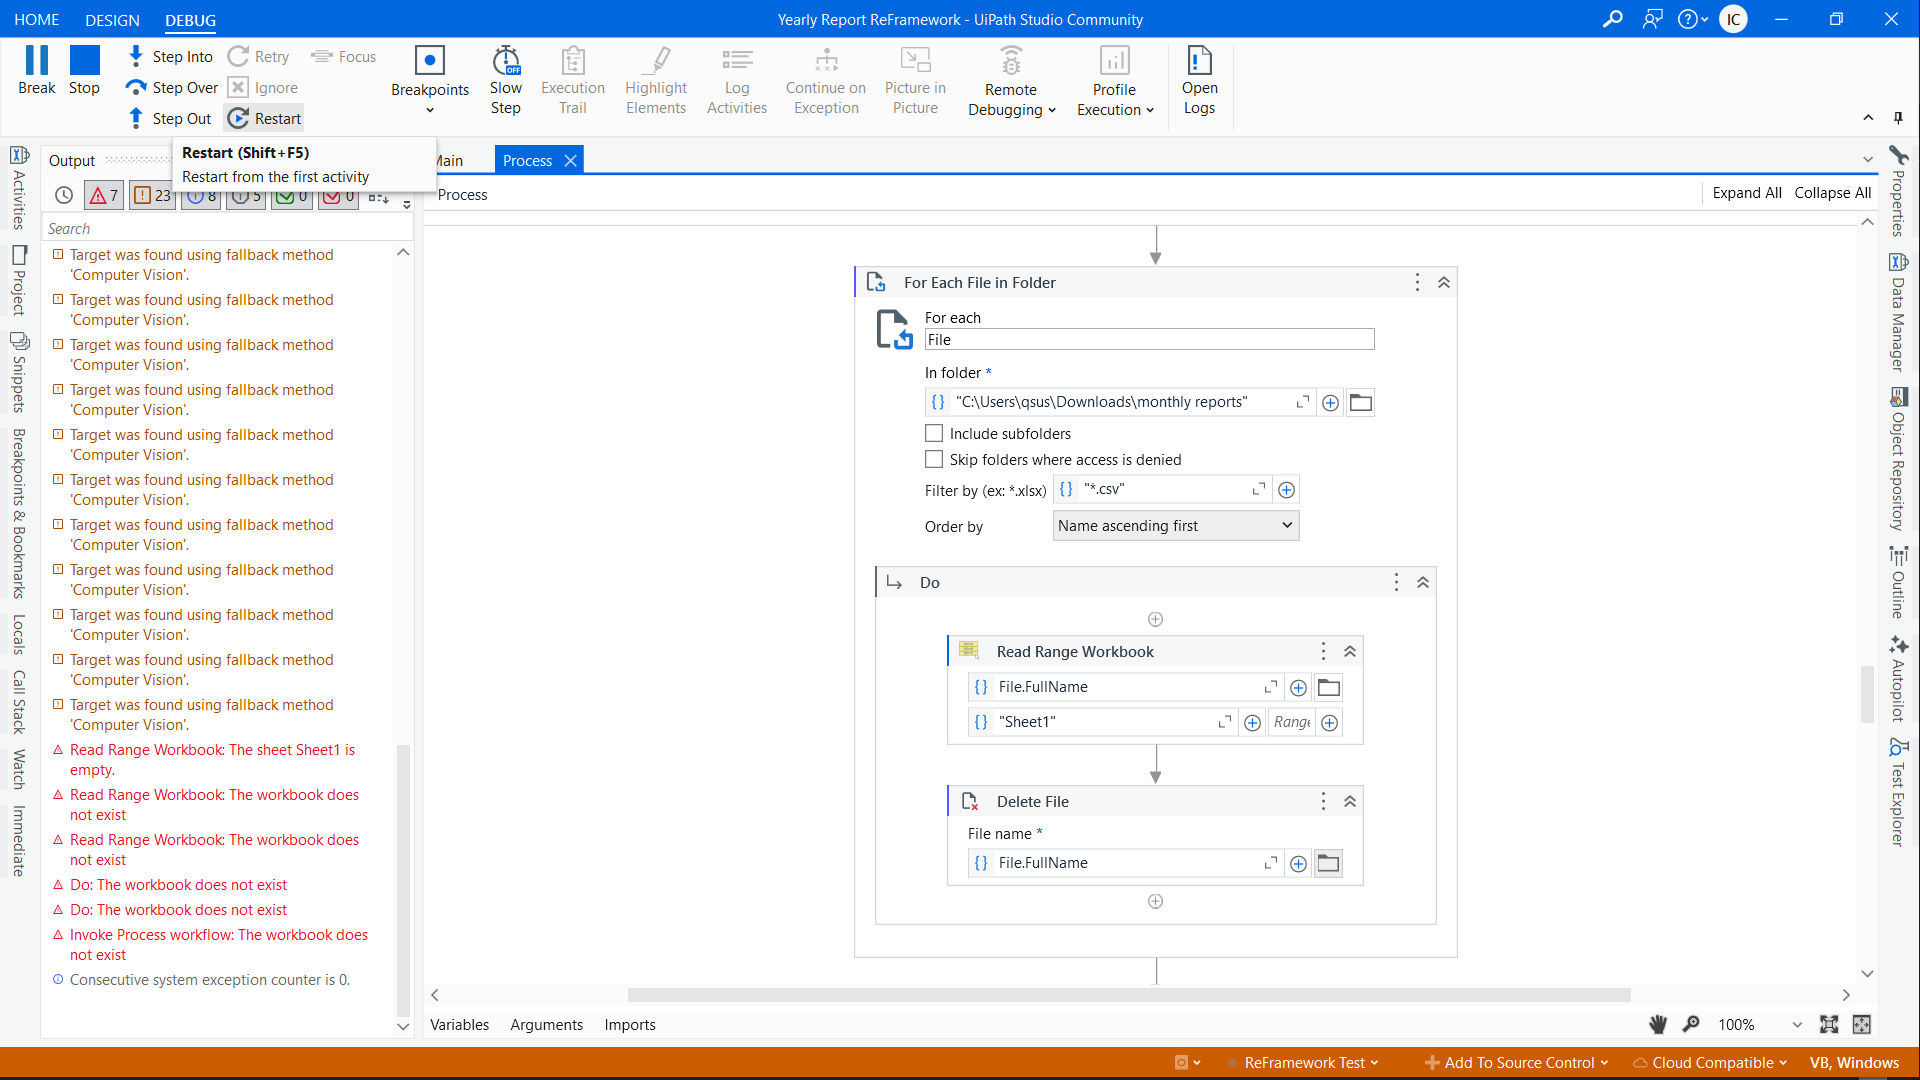 HOME DESIGN DEBUG
Yearly Report ReFramework - UiPath Studio Community
IC
Break
Stop
Step Into
Step Over
Step Out
Retry
Ignore
Restart
Focus
Breakpoints
Slow
Step
OFF
Execution
Trail
Highlight
Elements
Log
Activities
Continue on
Exception
Picture in
Picture
Remote
Debugging
Profile
Execution
Open
Logs
Restart (Shift+F5)
Restart from the first activity
Activities
Project
Snippets
Breakpoints & Bookmarks
Locals
Call Stack
Watch
Immediate
Output
7
23
8
5
0
0
Search
Target was found using fallback method
'Computer Vision'.
Target was found using fallback method
'Computer Vision'.
Target was found using fallback method
'Computer Vision'.
Target was found using fallback method
'Computer Vision'.
Target was found using fallback method
'Computer Vision'.
Target was found using fallback method
'Computer Vision'.
Target was found using fallback method
'Computer Vision'.
Target was found using fallback method
'Computer Vision'.
Target was found using fallback method
'Computer Vision'.
Target was found using fallback method
'Computer Vision'.
Target was found using fallback method
'Computer Vision'.
Read Range Workbook: The sheet Sheet1 is
empty.
Read Range Workbook: The workbook does
not exist
Read Range Workbook: The workbook does
not exist
Do: The workbook does not exist
Do: The workbook does not exist
Invoke Process workflow: The workbook does
not exist
Consecutive system exception counter is 0.
Main
Process
Process
Expand All
Collapse All
For Each File in Folder
For each
File
In folder *
"C:\Users\qsus\Downloads\monthly reports"
Include subfolders
Skip folders where access is denied
Filter by (ex: *.xlsx)
"*.csv"
Order by
Name ascending first
Do
Read Range Workbook
File.FullName
"Sheet1"
Range
Delete File
File name *
File.FullName
Variables
Arguments
Imports
100%
Properties
Data Manager
Object Repository
Outline
Autopilot
Test Explorer
ReFramework Test
Add To Source Control
Cloud Compatible
VB, Windows